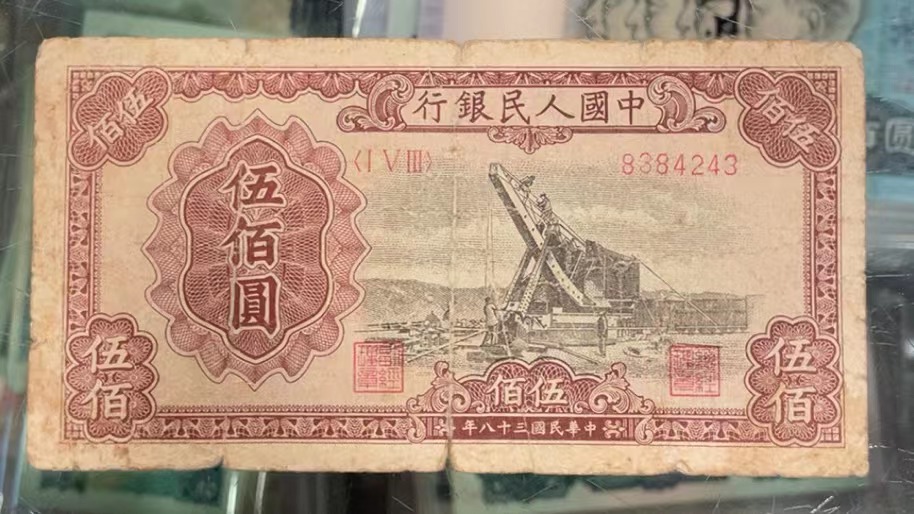 中國人民銀行
伍佰
伍佰
〈I V III〉
8384243
伍佰圓
伍佰
伍佰
伍佰
中華民國三十八年